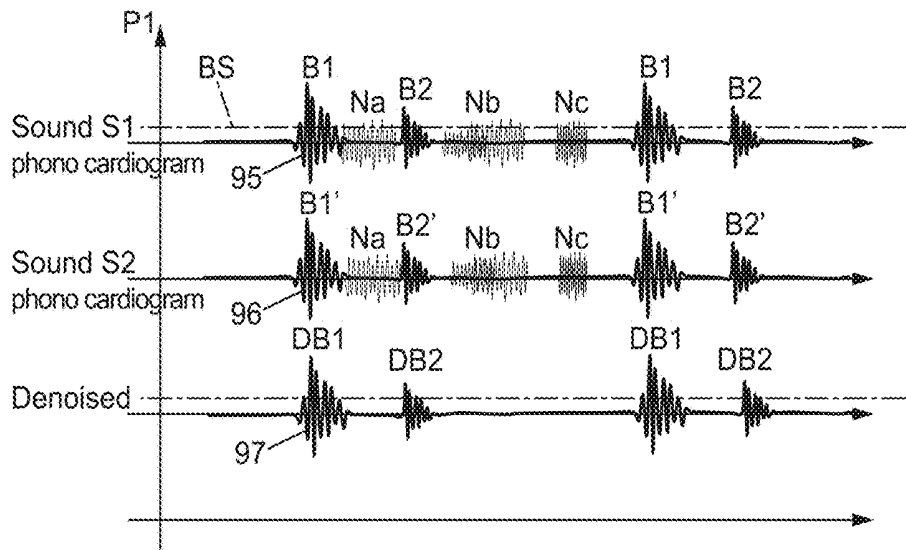 P1
BS
B1
Na
B2
Nb
Nc
B1
B2
Sound S1
phono cardiogram
95
B1'
Na
B2'
Nb
Nc
B1'
B2'
Sound S2
phono cardiogram
96
DB1
DB2
DB1
DB2
Denoised
97